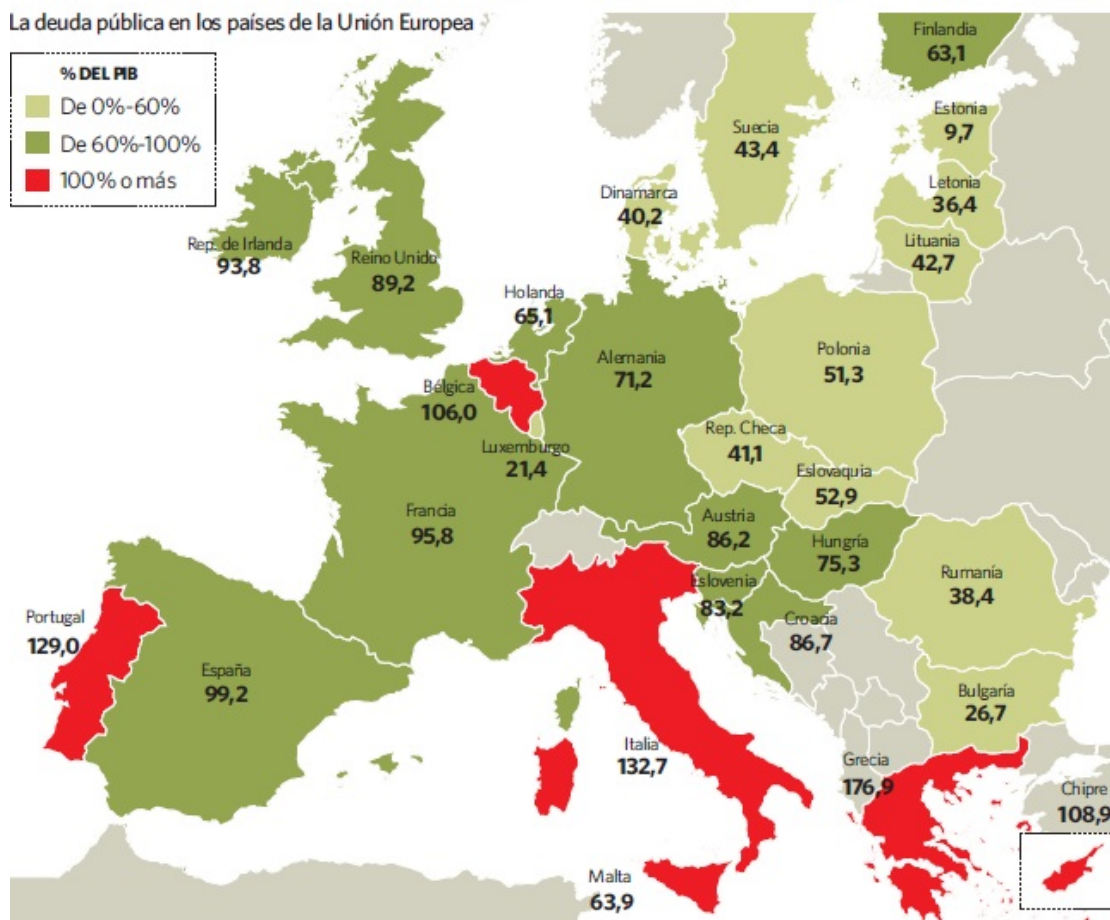 La deuda pública en los países de la Unión Europea
% DEL PIB
De 0%-60%
De 60%-100%
100% o más
Finlandia
63,1
Estonia
9,7
Suecia
43,4
Letonia
36,4
Dinamarca
40,2
Lituania
42,7
Rep. de Irlanda
93,8
Reino Unido
89,2
Holanda
65,1
Alemania
71,2
Polonia
51,3
Bélgica
106,0
Rep. Checa
41,1
Luxemburgo
21,4
Eslovaquia
52,9
Francia
95,8
Austria
86,2
Hungría
75,3
Rumanía
38,4
Eslovenia
83,2
Portugal
129,0
Croacia
86,7
España
99,2
Bulgaría
26,7
Italia
132,7
Grecia
176,9
Chipre
108,9
Malta
63,9